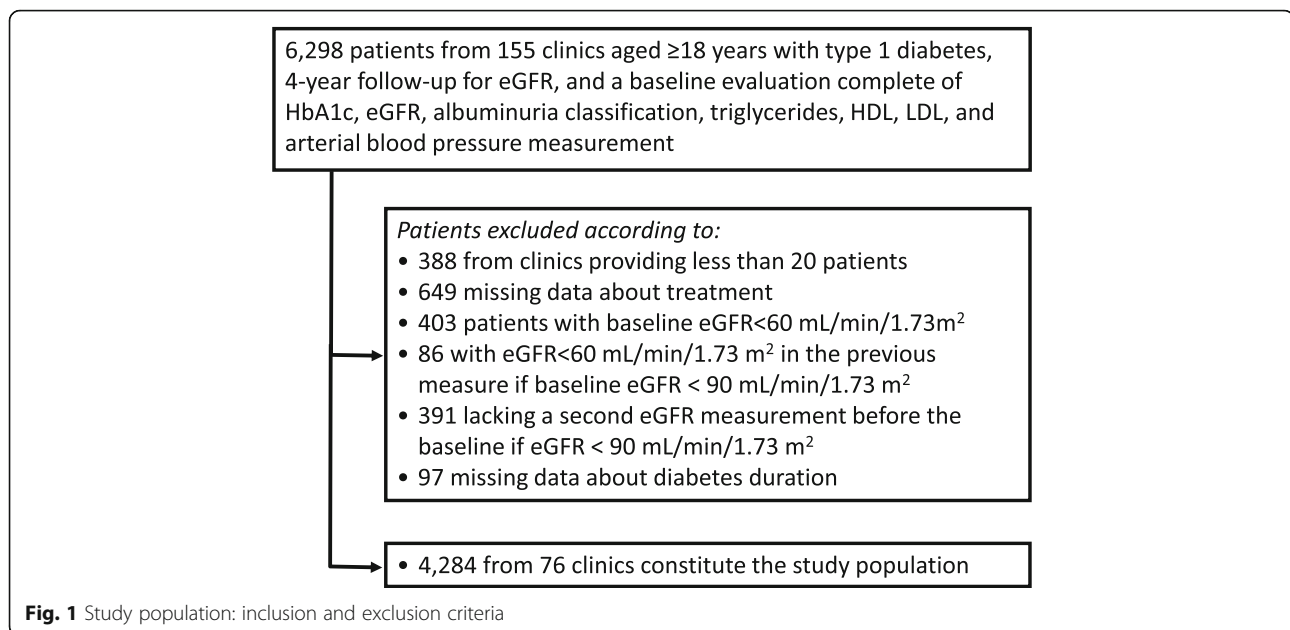 6,298 patients from 155 clinics aged ≥18 years with type 1 diabetes,
4-year follow-up for eGFR, and a baseline evaluation complete of
HbA1c, eGFR, albuminuria classification, triglycerides, HDL, LDL, and
arterial blood pressure measurement
Patients excluded according to:
• 388 from clinics providing less than 20 patients
• 649 missing data about treatment
• 403 patients with baseline eGFR<60 mL/min/1.73m²
• 86 with eGFR<60 mL/min/1.73 m² in the previous
measure if baseline eGFR < 90 mL/min/1.73 m²
• 391 lacking a second eGFR measurement before the
baseline if eGFR < 90 mL/min/1.73 m²
• 97 missing data about diabetes duration
• 4,284 from 76 clinics constitute the study population
Fig. 1 Study population: inclusion and exclusion criteria